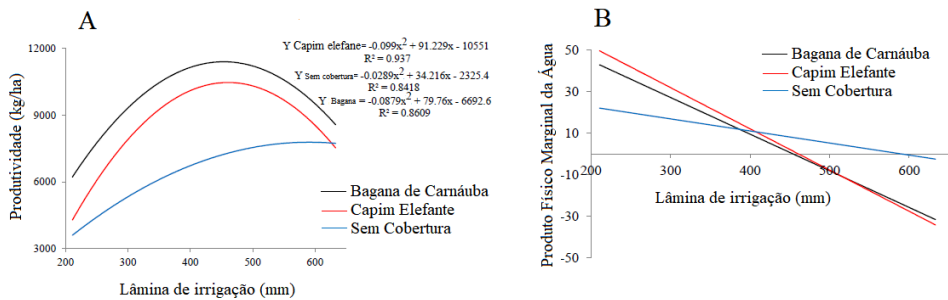 A
Produtividade (kg/ha)
12000
9000
6000
3000
200
300
400
500
600
Lâmina de irrigação (mm)
Y Capim elefane= -0.099x² + 91.229x - 10551
R² = 0.937
Y Sem cobertura= -0.0289x² + 34.216x - 2325.4
R² = 0.8418
Y Bagana = -0.0879x² + 79.76x - 6692.6
R² = 0.8609
Bagana de Carnáuba
Capim Elefante
Sem Cobertura
B
Produto Físico Marginal da Água
50
30
10
-10
-30
-50
200
300
400
500
600
Lâmina de irrigação (mm)
Bagana de Carnáuba
Capim Elefante
Sem Cobertura